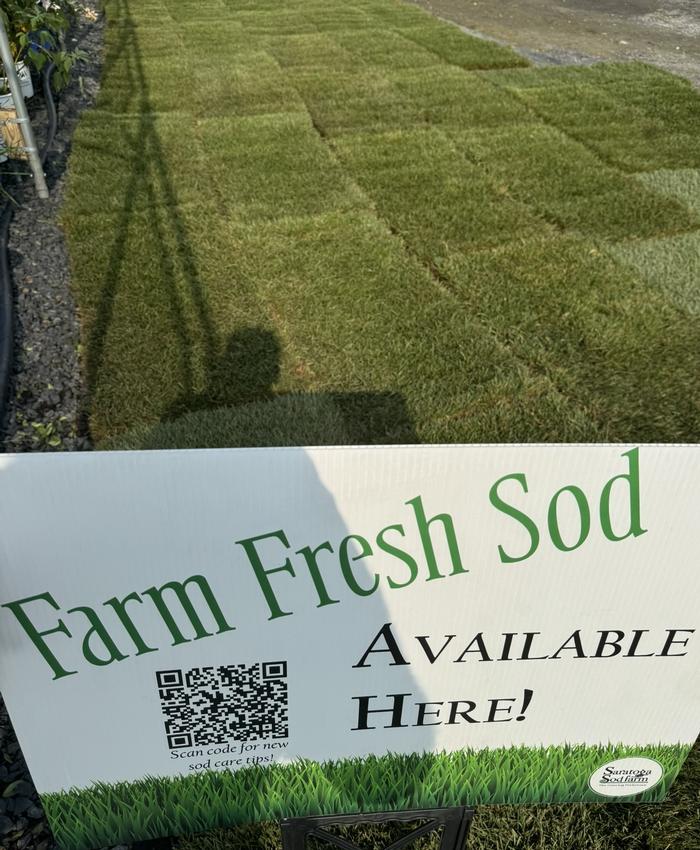 Farm Fresh Sod
AVAILABLE
HERE!
Scan code for new
sod care tips!
Saratoga
Sod farm